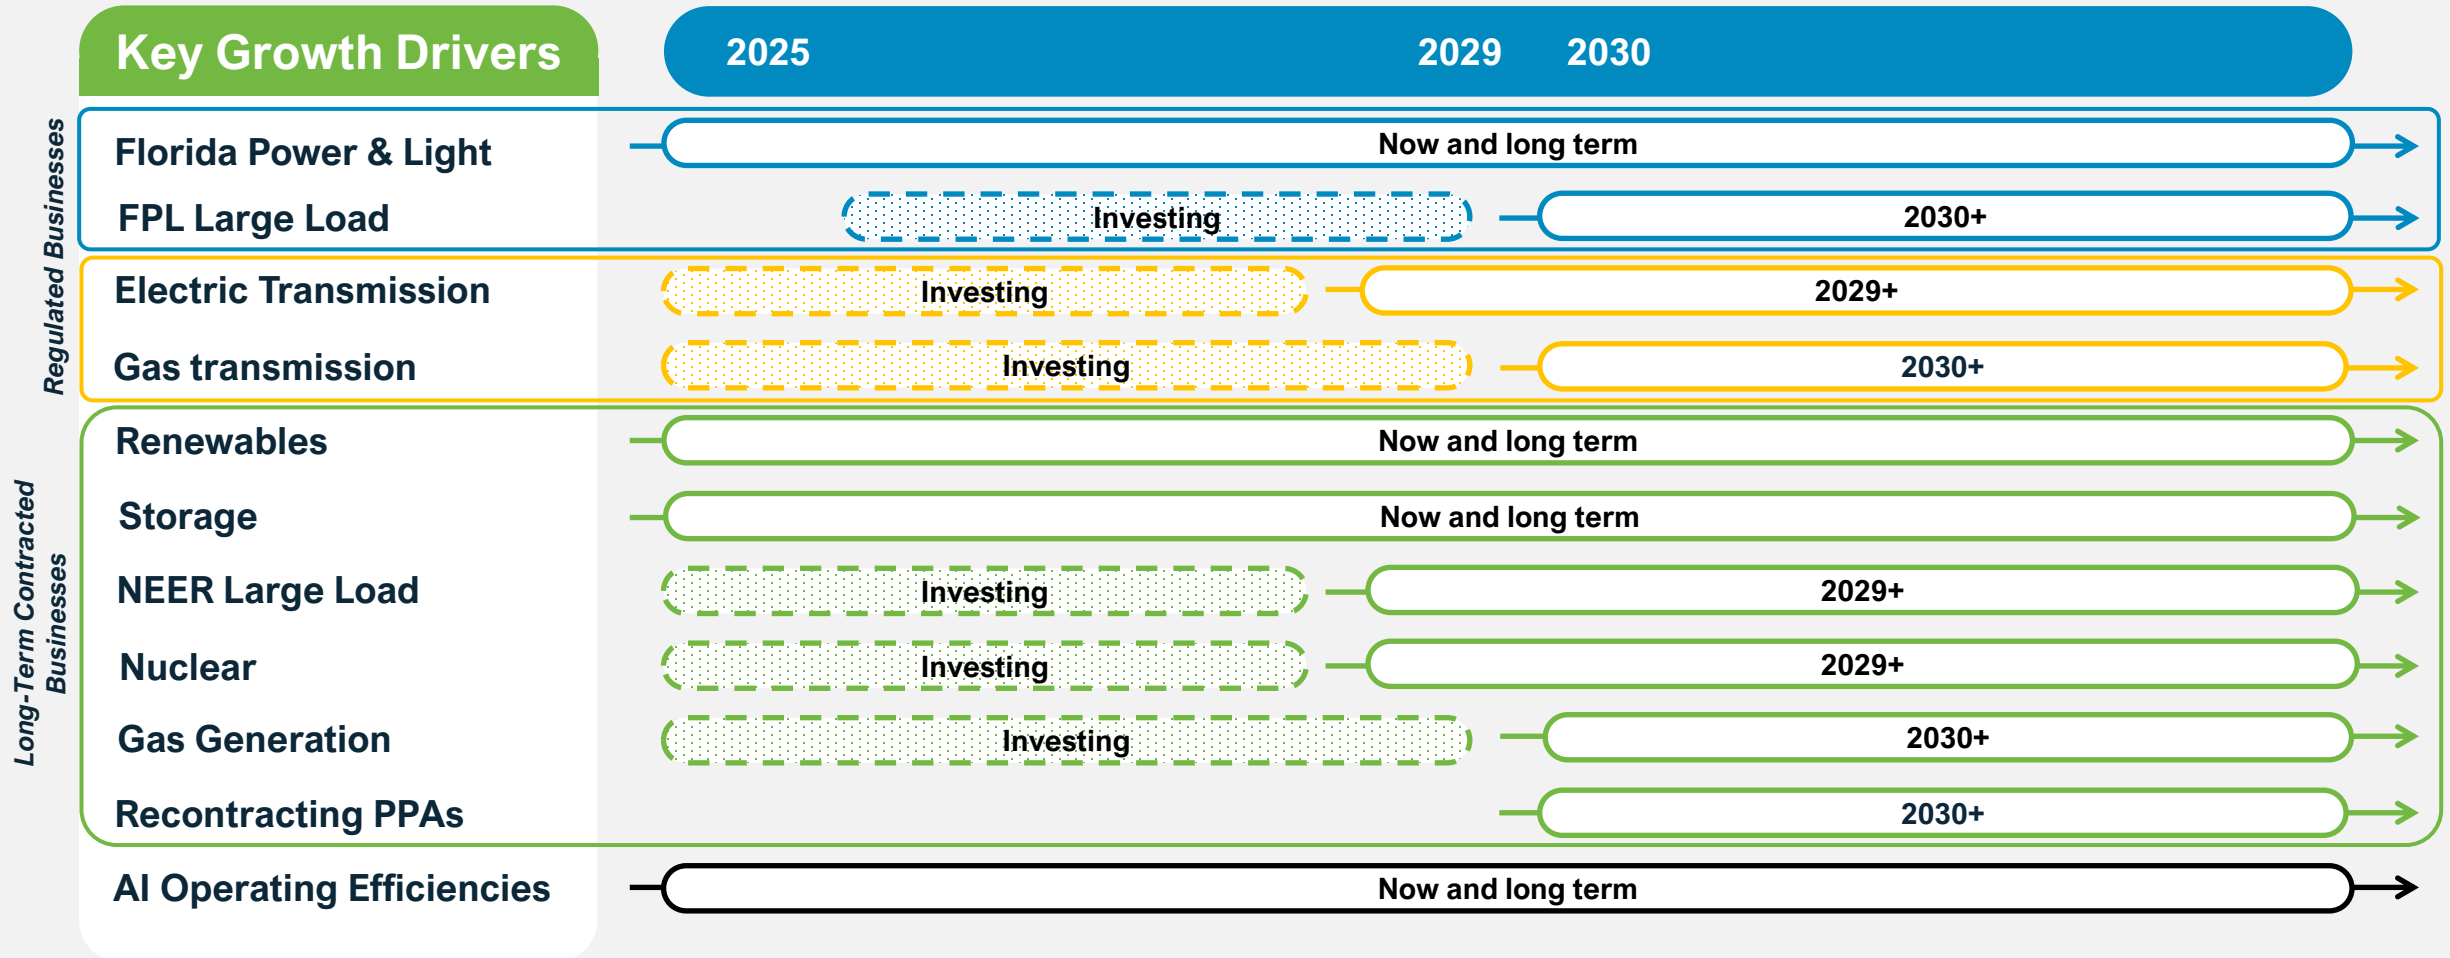 Key Growth Drivers
2025 2029 2030
Regulated Businesses
Florida Power & Light
Now and long term
FPL Large Load
Investing
2030+
Electric Transmission
Investing
2029+
Gas transmission
Investing
2030+
Long-Term Contracted
Businesses
Renewables
Now and long term
Storage
Now and long term
NEER Large Load
Investing
2029+
Nuclear
Investing
2029+
Gas Generation
Investing
2030+
Recontracting PPAs
2030+
AI Operating Efficiencies
Now and long term